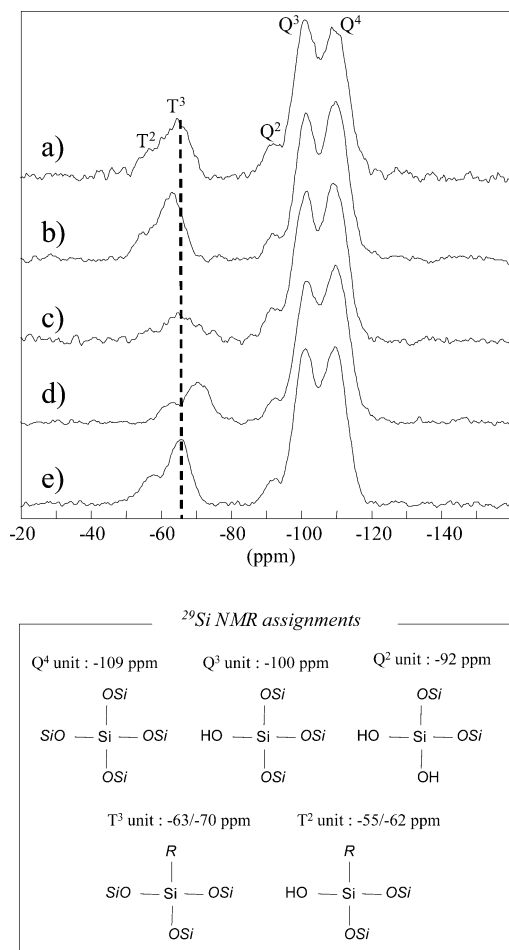 Q³ Q⁴
T³
T² Q²
a)
b)
c)
d)
e)
-20 -40 -60 -80 -100 -120 -140
(ppm)
²⁹Si NMR assignments
Q⁴ unit : -109 ppm Q³ unit : -100 ppm Q² unit : -92 ppm
OSi OSi OSi
SiO Si OSi HO Si OSi HO Si OSi
OSi OSi OH
T³ unit : -63/-70 ppm T² unit : -55/-62 ppm
R R
SiO Si OSi HO Si OSi
OSi OSi